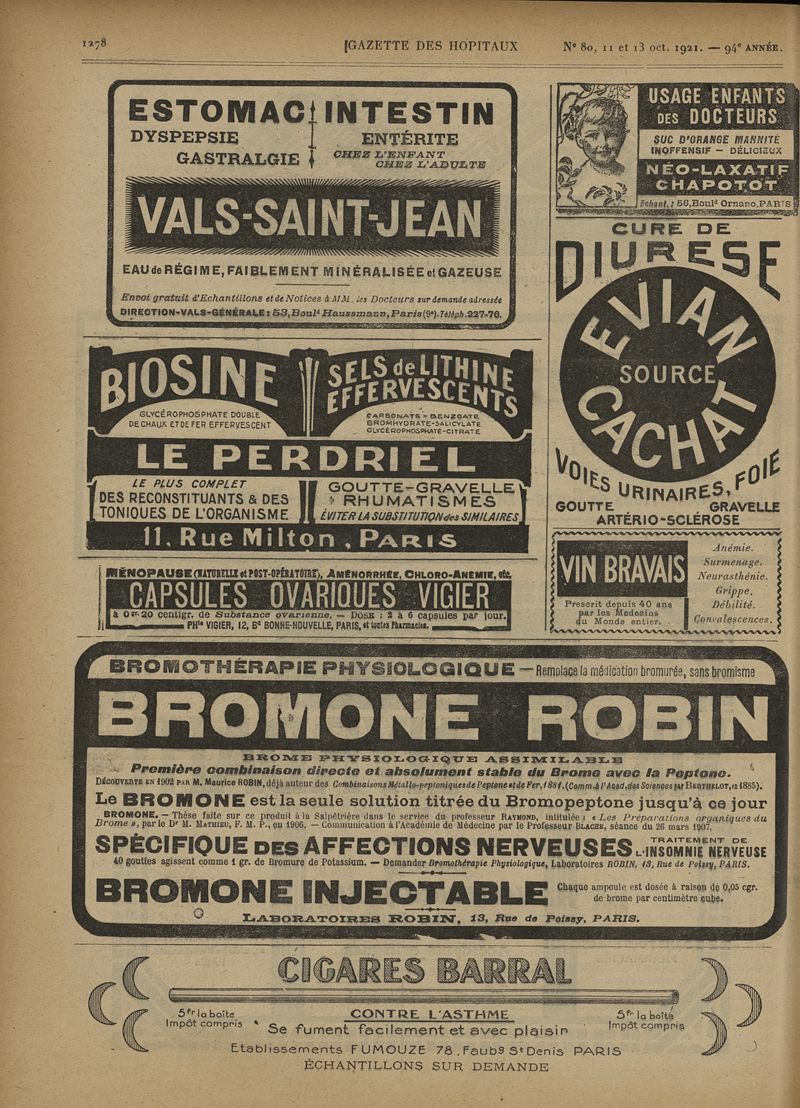 1278
[GAZETTE DES HOPITAUX
N° 80, 11 et 13 oct. 1921. — 94e ANNÉE.
ESTOMAC INTESTIN
DYSPEPSIE
GASTRALGIE
ENTÉRITE
CHEZ L'ENFANT
CHEZ L'ADULTE
VALS-SAINT-JEAN
EAU de RÉGIME, FAIBLEMENT MINÉRALISÉE et GAZEUSE
Envoi gratuit d'Echantillons et de Notices à MM. les Docteurs sur demande adressée
DIRECTION-VALS-GÉNÉRALE: 53, Bould Haussmann, Paris (9e). Téléph. 227-76.
USAGE ENFANTS
DES DOCTEURS
SUC D'ORANGE MANNITÉ
INOFFENSIF — DÉLICIEUX
NÉO-LAXATIF
CHAPOTOT
Echant.: 56, Boulᵈ Ornano, PARIS
CURE DE
DIURESE
EVIAN
SOURCE
CACHAT
VOIES URINAIRES, FOIE
GOUTTE GRAVELLE
ARTÉRIO-SCLÉROSE
BIOSINE
GLYCÉROPHOSPHATE DOUBLE
DE CHAUX ET DE FER EFFERVESCENT
SELS de LITHINE
EFFERVESCENTS
CARBONATE - BENZOATE
BROMHYDRATE-SALICYLATE
GLYCÉROPHOSPHATE-CITRATE
LE PERDRIEL
LE PLUS COMPLET
DES RECONSTITUANTS & DES
TONIQUES DE L'ORGANISME
GOUTTE-GRAVELLE
RHUMATISMES
ÉVITER LA SUBSTITUTION des SIMILAIRES
11, Rue Milton, PARIS
VIN BRAVAIS
Prescrit depuis 40 ans
par les Médecins
du Monde entier.
Anémie.
Surmenage.
Neurasthénie.
Grippe.
Débilité.
Convalescences.
MÉNOPAUSE (NATURELLE et POST-OPÉRATOIRE), AMÉNORRHÉE, CHLORO-ANÉMIE, etc.
CAPSULES OVARIQUES VIGIER
à 0 gr. 20 centigr. de Substance ovarienne. — DOSE: 2 à 6 capsules par jour.
PHie VIGIER, 12, Bd BONNE-NOUVELLE, PARIS, et toutes Pharmacies.
BROMOTHÉRAPIE PHYSIOLOGIQUE — Remplace la médication bromurée, sans bromisme
BROMONE ROBIN
BROME PHYSIOLOGIQUE ASSIMILABLE
Première combinaison directe et absolument stable du Brome avec la Peptone.
DÉCOUVERTE EN 1902 PAR M. Maurice ROBIN, déjà auteur des Combinaisons Métallo-peptoniques de Peptone et de Fer, 1881, (Comm. à l'Acad. des Sciences par BERTHELOT, en 1885).
Le BROMONE est la seule solution titrée du Bromopeptone jusqu'à ce jour
BROMONE. — Thèse faite sur ce produit à la Salpétrière dans le service du professeur RAYMOND, intitulée: « Les Préparations organiques du
Brome », par le Dr M. MATHIEU, F. M. P., en 1906. — Communication à l'Académie de Médecine par le Professeur BLACHE, séance du 26 mars 1907.
SPÉCIFIQUE DES AFFECTIONS NERVEUSES
TRAITEMENT DE
L'INSOMNIE NERVEUSE
40 gouttes agissent comme 1 gr. de Bromure de Potassium. — Demander Bromothérapie Physiologique, Laboratoires ROBIN, 13, Rue de Poissy, PARIS.
BROMONE INJECTABLE
Chaque ampoule est dosée à raison de 0,05 cgr.
de brome par centimètre cube.
LABORATOIRES ROBIN, 13, Rue de Poissy, PARIS.
CIGARES BARRAL
5fr la boîte
Impôt compris
CONTRE L'ASTHME
Se fument facilement et avec plaisir
5fr la boîte
Impôt compris
Etablissements FUMOUZE 78, Faubg St Denis PARIS
ÉCHANTILLONS SUR DEMANDE